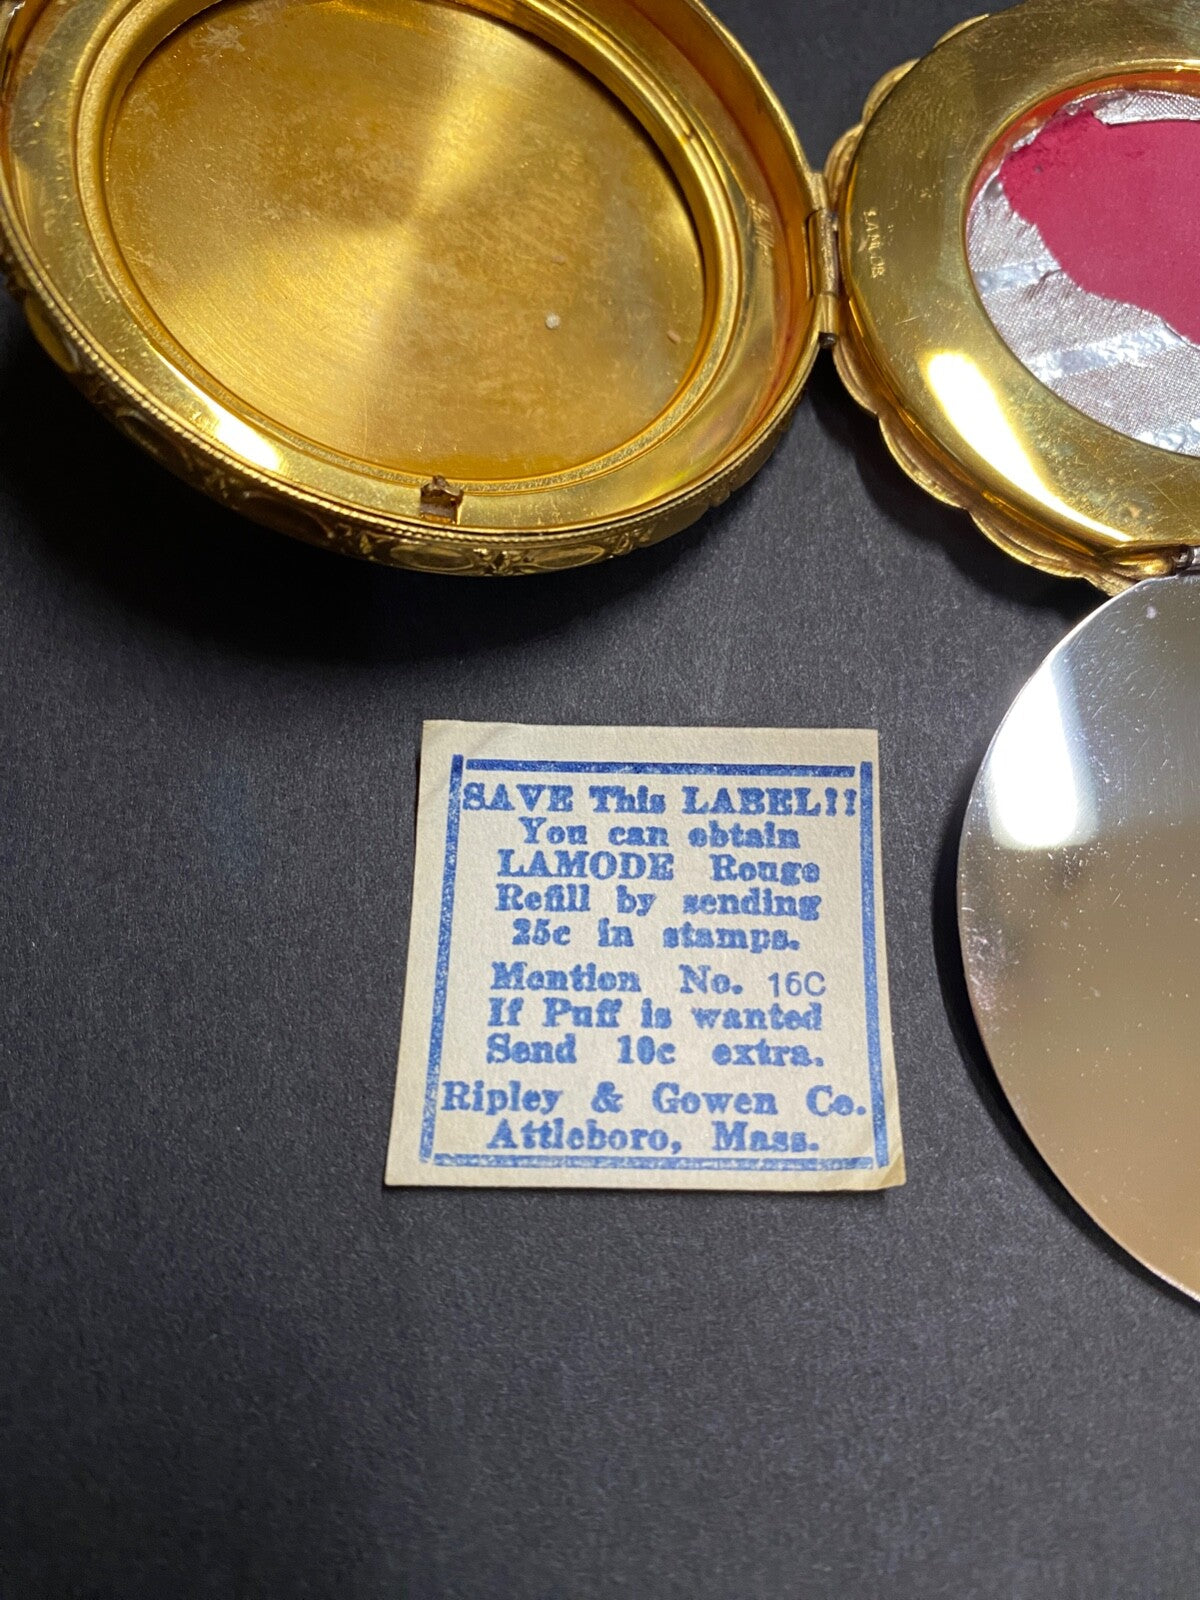 LAMODE
SAVE This LABEL!!
You can obtain
LAMODE Rouge
Refill by sending
25c in stamps.
Mention No. 16C
If Puff is wanted
Send 10c extra.
Ripley & Gowen Co.
Attleboro, Mass.